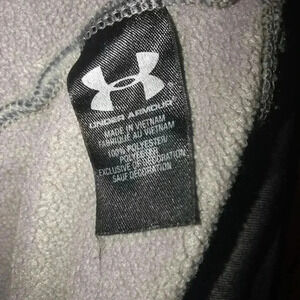 UNDER ARMOUR
MADE IN VIETNAM
FABRIQUÉ AU VIETNAM
100% POLYESTER/
POLYESTER
EXCLUSIVE OF DECORATION/
SAUF DÉCORATION